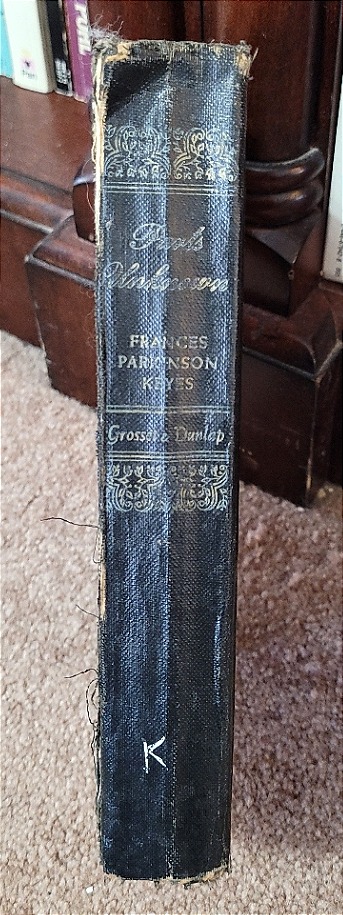 Parts
Unknown
FRANCES
PARKINSON
KEYES
Grosset & Dunlap
K